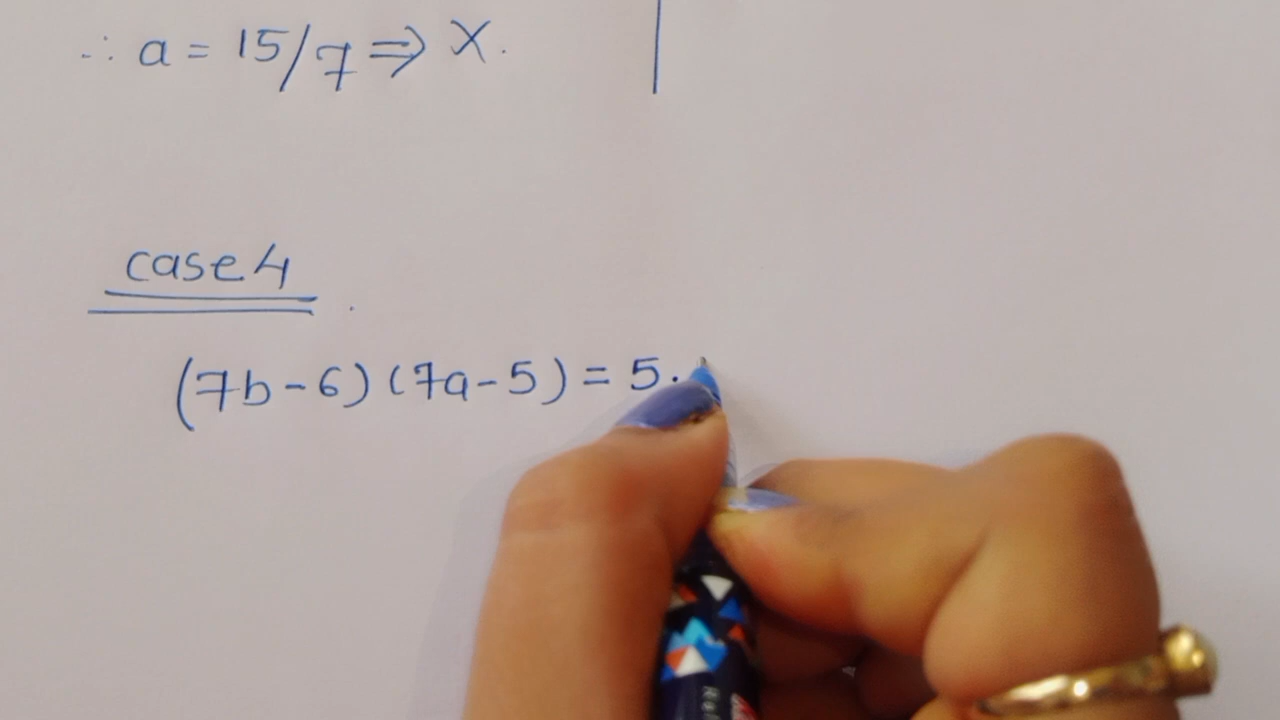 ∴ a = 15/7 ⇒ X.
case 4
(7b-6)(7a-5) = 5.